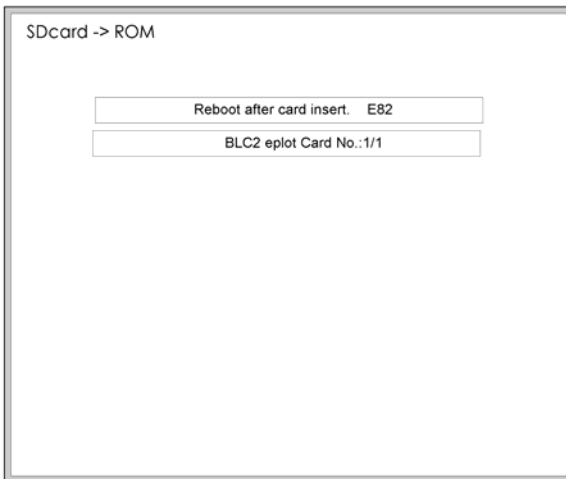 SDcard -> ROM
Reboot after card insert. E82
BLC2 eplot Card No.:1/1